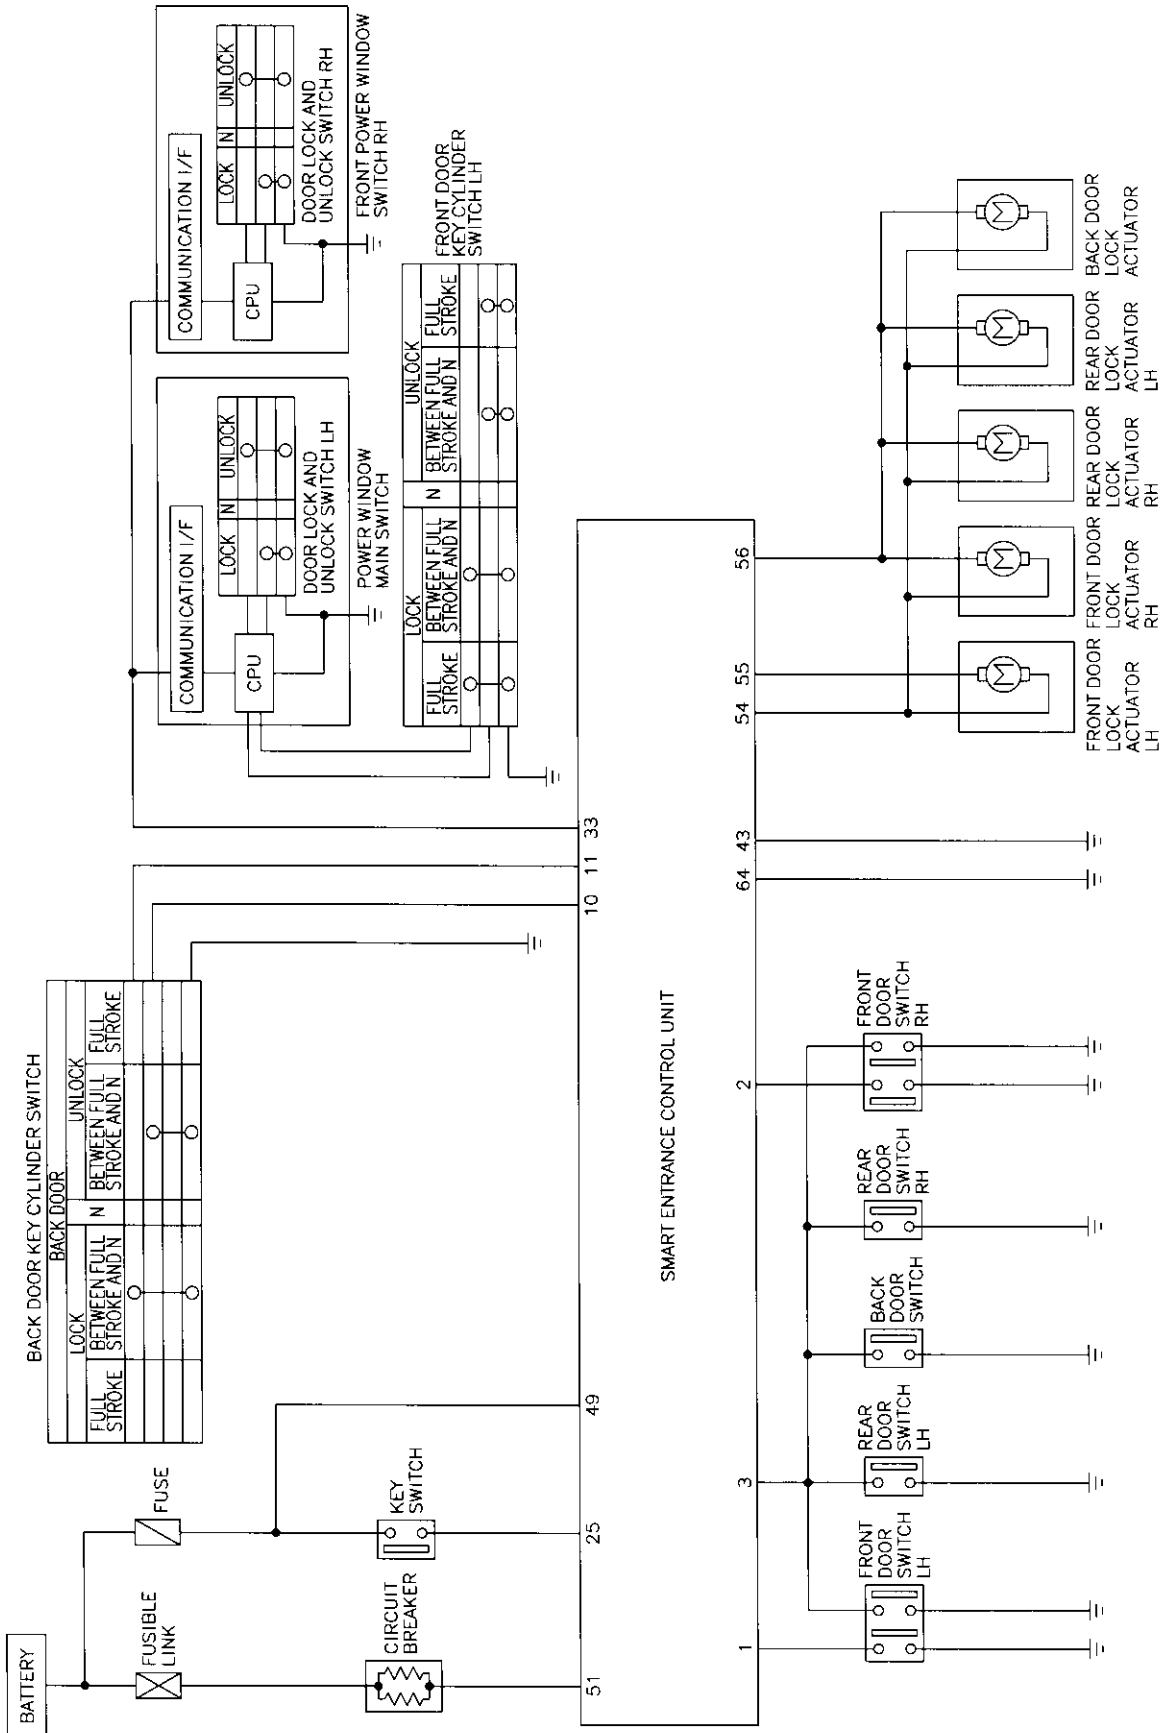 BATTERY
FUSIBLE
LINK
FUSE
CIRCUIT
BREAKER
KEY
SWITCH
51
25
49
BACK DOOR KEY CYLINDER SWITCH
BACK DOOR
LOCK
N
UNLOCK
FULL
STROKE
BETWEEN FULL
STROKE AND N
BETWEEN FULL
STROKE AND N
FULL
STROKE
10
11
33
COMMUNICATION I/F
CPU
LOCK
N
UNLOCK
DOOR LOCK AND
UNLOCK SWITCH LH
POWER WINDOW
MAIN SWITCH
COMMUNICATION I/F
CPU
LOCK
N
UNLOCK
DOOR LOCK AND
UNLOCK SWITCH RH
FRONT POWER WINDOW
SWITCH RH
LOCK
N
UNLOCK
FULL
STROKE
BETWEEN FULL
STROKE AND N
BETWEEN FULL
STROKE AND N
FULL
STROKE
FRONT DOOR
KEY CYLINDER
SWITCH LH
SMART ENTRANCE CONTROL UNIT
1
3
2
64
43
54
55
56
FRONT
DOOR
SWITCH
LH
REAR
DOOR
SWITCH
LH
BACK
DOOR
SWITCH
REAR
DOOR
SWITCH
RH
FRONT
DOOR
SWITCH
RH
M
M
M
M
M
FRONT DOOR
LOCK
ACTUATOR
LH
FRONT DOOR
LOCK
ACTUATOR
RH
REAR DOOR
LOCK
ACTUATOR
RH
REAR DOOR
LOCK
ACTUATOR
LH
BACK DOOR
LOCK
ACTUATOR